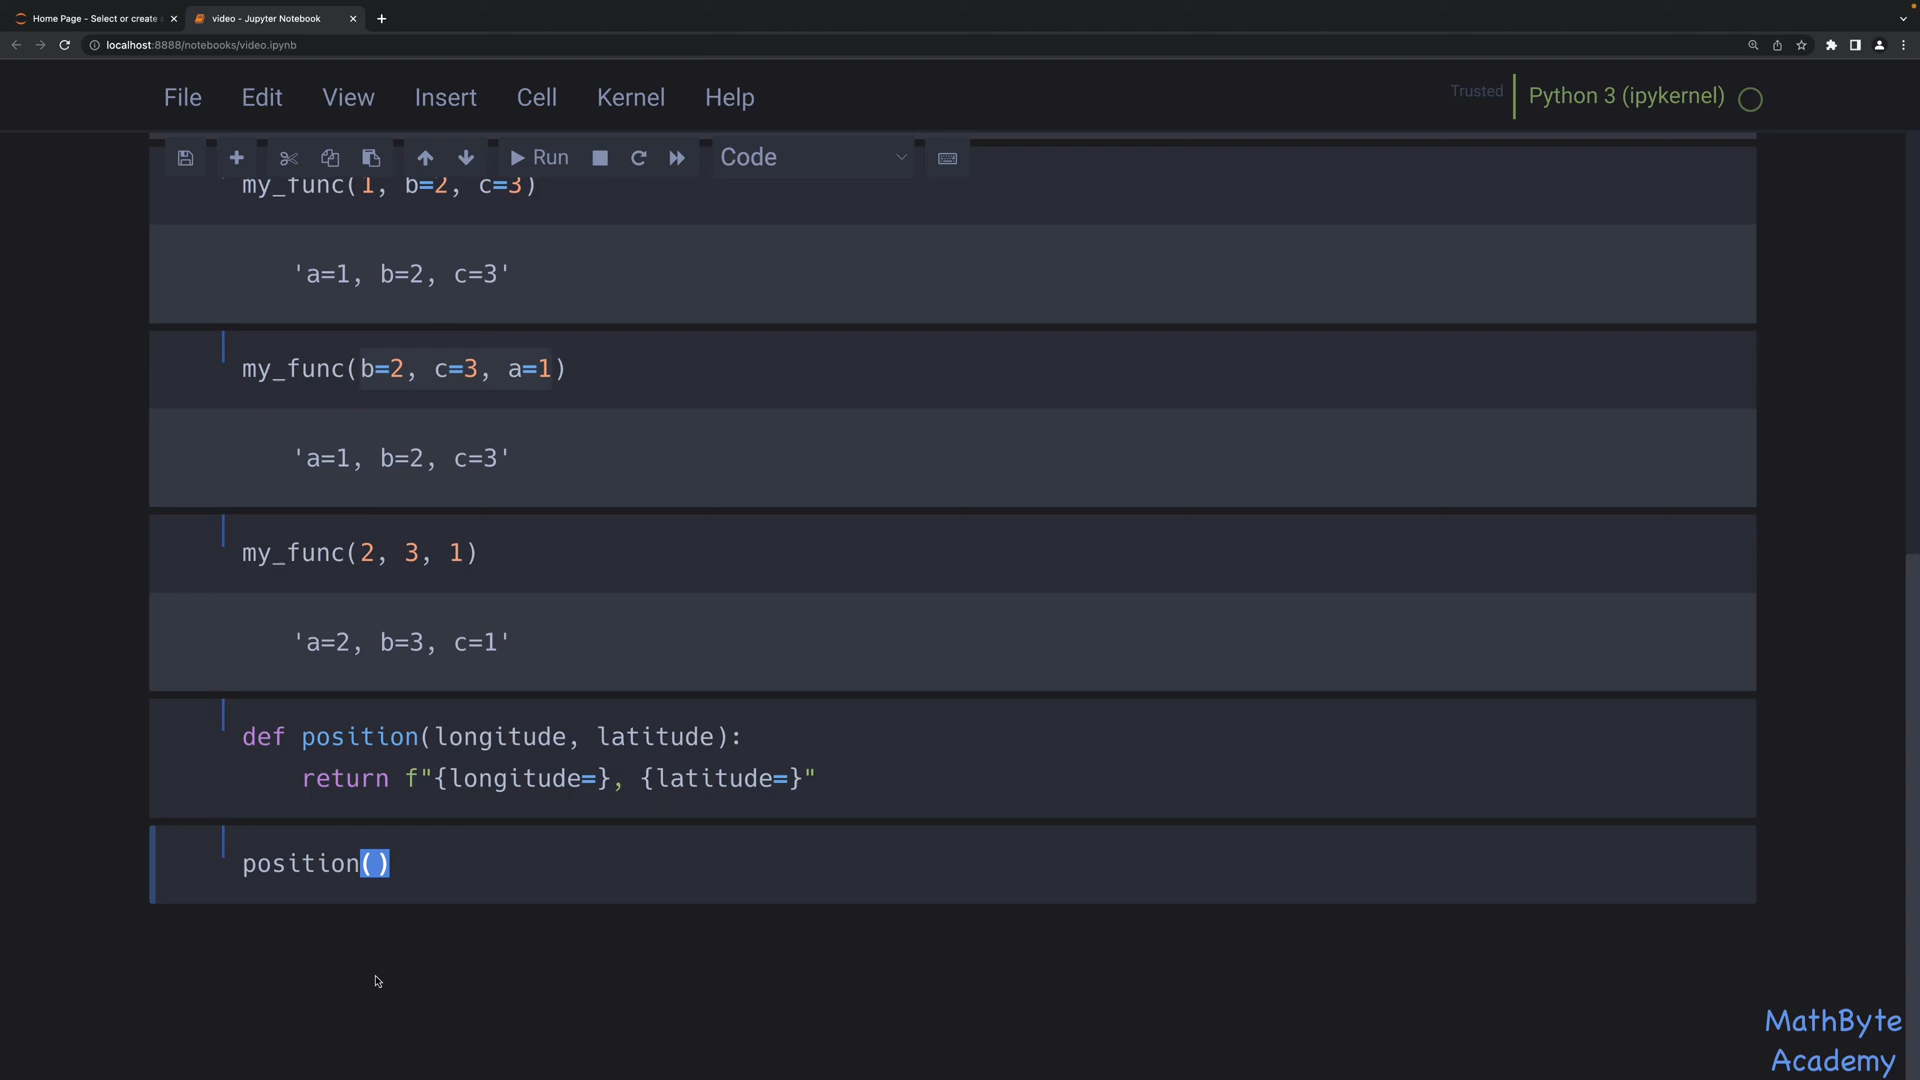 Home Page - Select or create
video - Jupyter Notebook
localhost:8888/notebooks/video.ipynb
File Edit View Insert Cell Kernel Help
Trusted
Python 3 (ipykernel)
Run
Code
my_func(1, b=2, c=3)
'a=1, b=2, c=3'
my_func(b=2, c=3, a=1)
'a=1, b=2, c=3'
my_func(2, 3, 1)
'a=2, b=3, c=1'
def position(longitude, latitude):
return f"{longitude=}, {latitude=}"
position()
MathByte
Academy